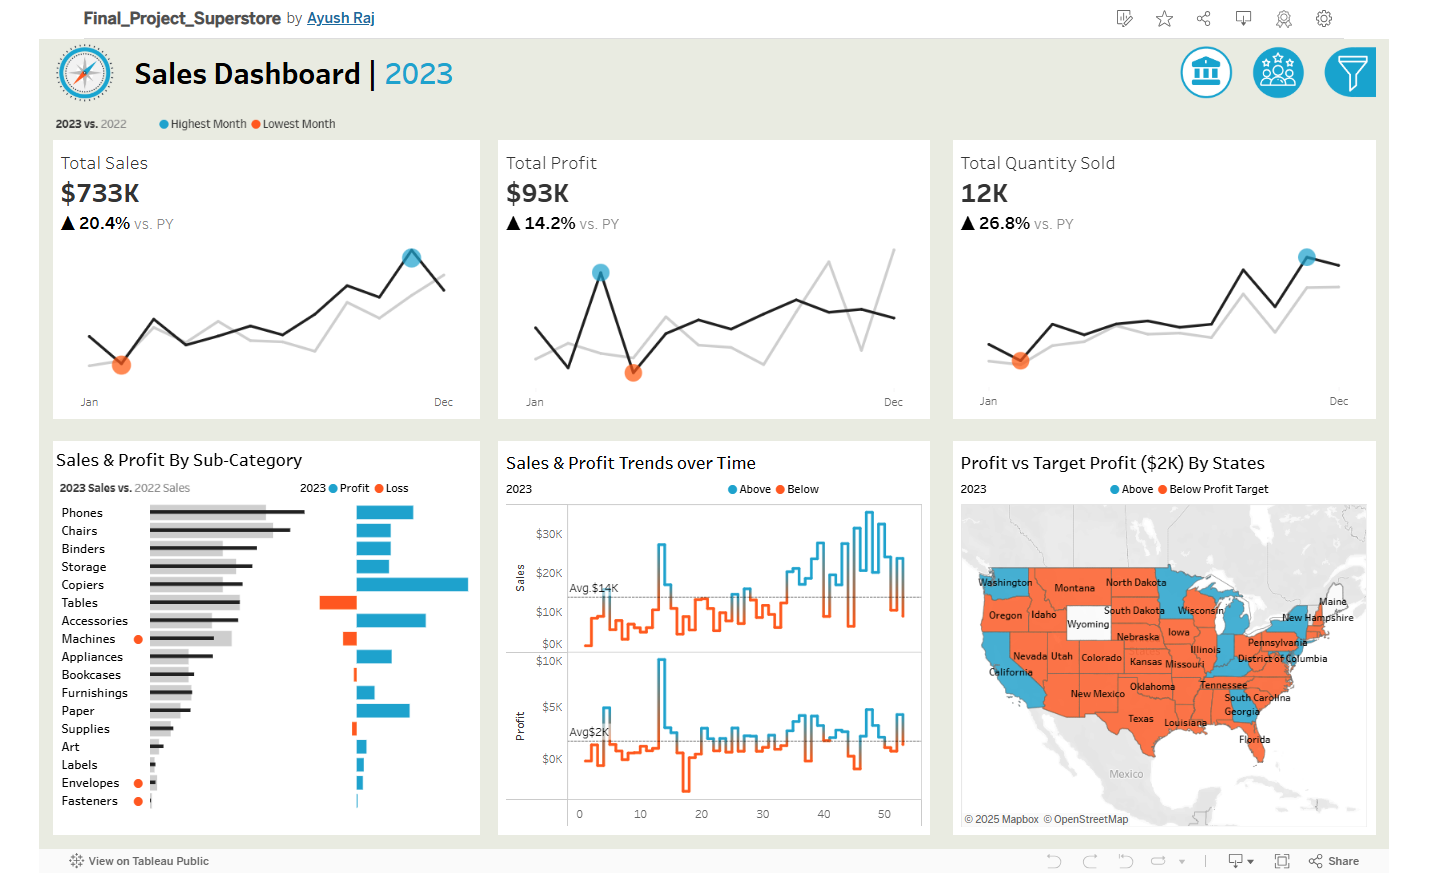 Final_Project_Superstore by Ayush Raj
Sales Dashboard | 2023
2023 vs. 2022
Highest Month
Lowest Month
Total Sales
$733K
▲ 20.4% vs. PY
Jan
Dec
Total Profit
$93K
▲ 14.2% vs. PY
Jan
Dec
Total Quantity Sold
12K
▲ 26.8% vs. PY
Jan
Dec
Sales & Profit By Sub-Category
2023 Sales vs. 2022 Sales
2023 Profit Loss
Phones
Chairs
Binders
Storage
Copiers
Tables
Accessories
Machines
Appliances
Bookcases
Furnishings
Paper
Supplies
Art
Labels
Envelopes
Fasteners
Sales & Profit Trends over Time
2023
Above
Below
Sales
$30K
$20K
Avg.$14K
$10K
$0K
Profit
$10K
$5K
Avg$2K
$0K
0
10
20
30
40
50
Profit vs Target Profit ($2K) By States
2023
Above
Below Profit Target
Washington
Montana
North Dakota
Maine
Oregon
Idaho
Wyoming
South Dakota
Wisconsin
New Hampshire
Nebraska
Iowa
Illinois
Pennsylvania
Nevada
Utah
Colorado
Kansas
Missouri
District of Columbia
California
New Mexico
Oklahoma
Tennessee
South Carolina
Georgia
Texas
Louisiana
Florida
Mexico
© 2025 Mapbox © OpenStreetMap
View on Tableau Public
Share